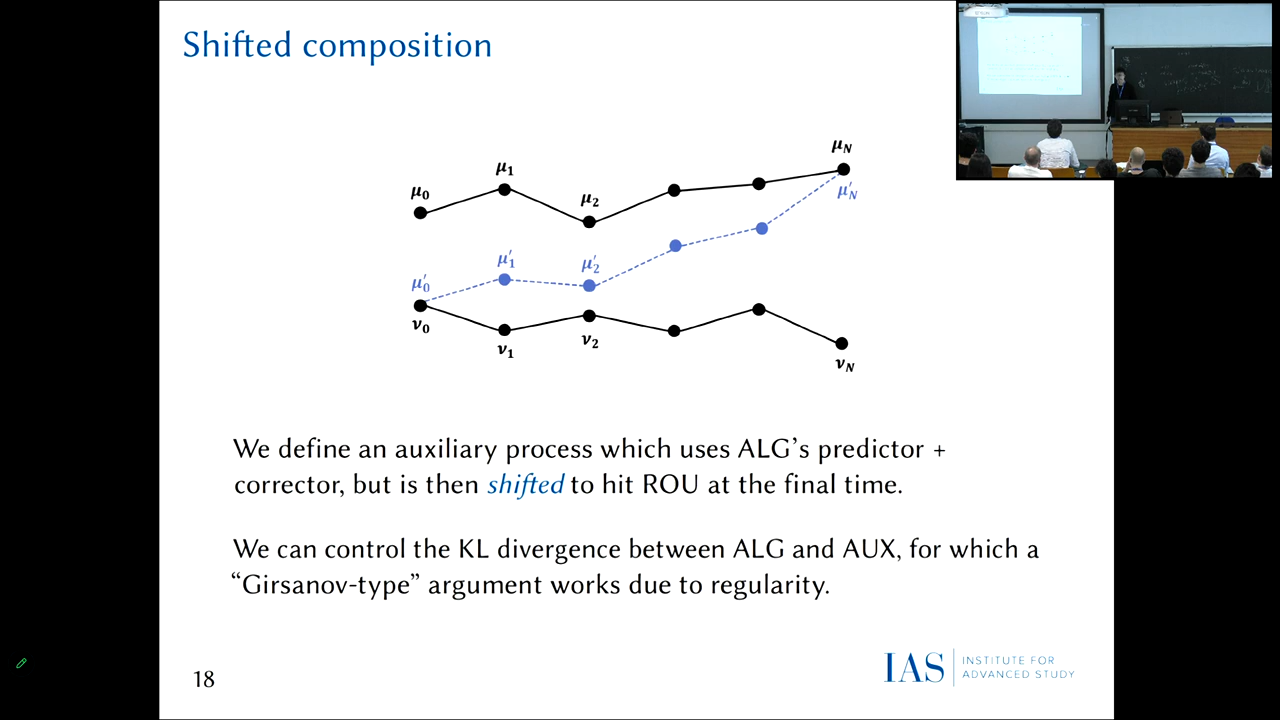 Shifted composition
μN
μ1
μ0
μ2
μ′N
μ′1
μ′2
μ′0
ν0
ν1
ν2
νN
We define an auxiliary process which uses ALG’s predictor +
corrector, but is then shifted to hit ROU at the final time.
We can control the KL divergence between ALG and AUX, for which a
“Girsanov-type” argument works due to regularity.
18
IAS
INSTITUTE FOR
ADVANCED STUDY